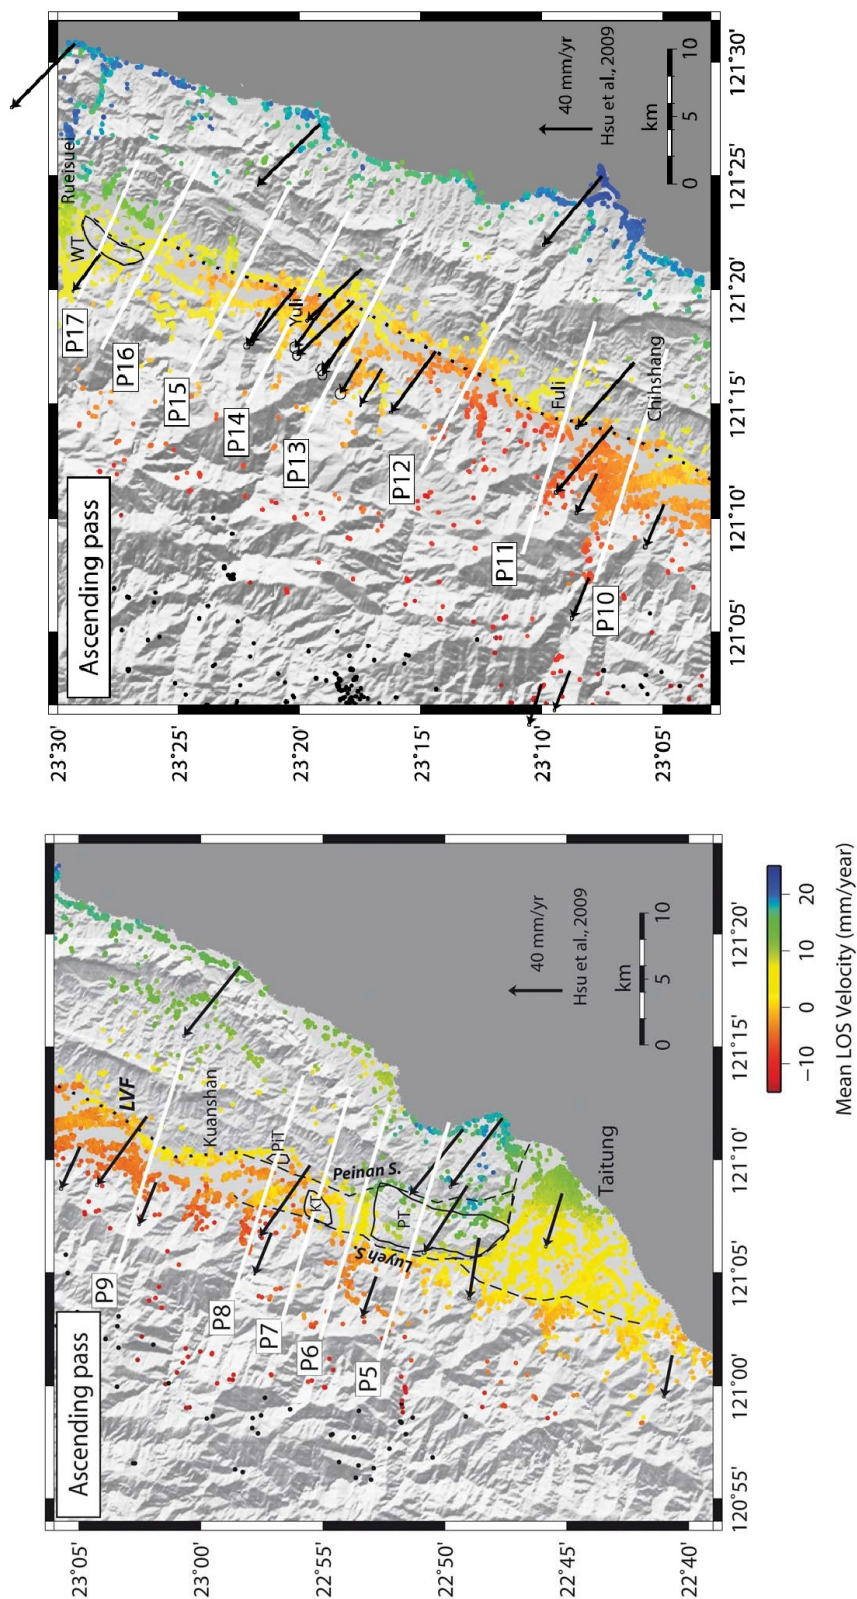 Ascending pass
Rueisuei
WT
P17
P16
P15
P14
P13
P12
P11
P10
Yuli
Fuli
Chihshang
40 mm/yr
Hsu et al., 2009
km
0
5
10
23°30'
23°25'
23°20'
23°15'
23°10'
23°05'
121°05'
121°10'
121°15'
121°20'
121°25'
121°30'
Ascending pass
LVF
Kuanshan
PiT
KT
PT
Peinan S.
Luyeh S.
Taitung
P9
P8
P7
P6
P5
40 mm/yr
Hsu et al., 2009
km
0
5
10
23°05'
23°00'
22°55'
22°50'
22°45'
22°40'
120°55'
121°00'
121°05'
121°10'
121°15'
121°20'
−10
0
10
20
Mean LOS Velocity (mm/year)